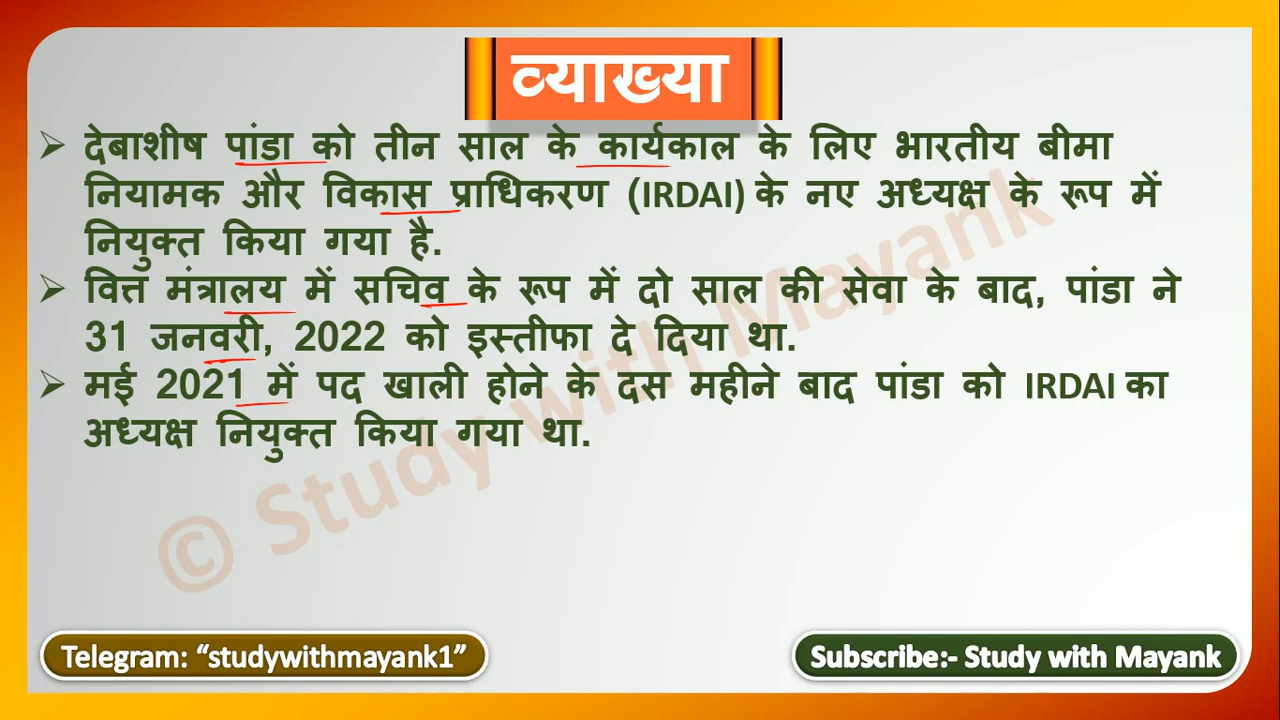 व्याख्या
➢ देबाशीष पांडा को तीन साल के कार्यकाल के लिए भारतीय बीमा
नियामक और विकास प्राधिकरण (IRDAI) के नए अध्यक्ष के रूप में
नियुक्त किया गया है.
➢ वित्त मंत्रालय में सचिव के रूप में दो साल की सेवा के बाद, पांडा ने
31 जनवरी, 2022 को इस्तीफा दे दिया था.
➢ मई 2021 में पद खाली होने के दस महीने बाद पांडा को IRDAI का
अध्यक्ष नियुक्त किया गया था.
© Study with Mayank
Telegram: “studywithmayank1”
Subscribe:- Study with Mayank